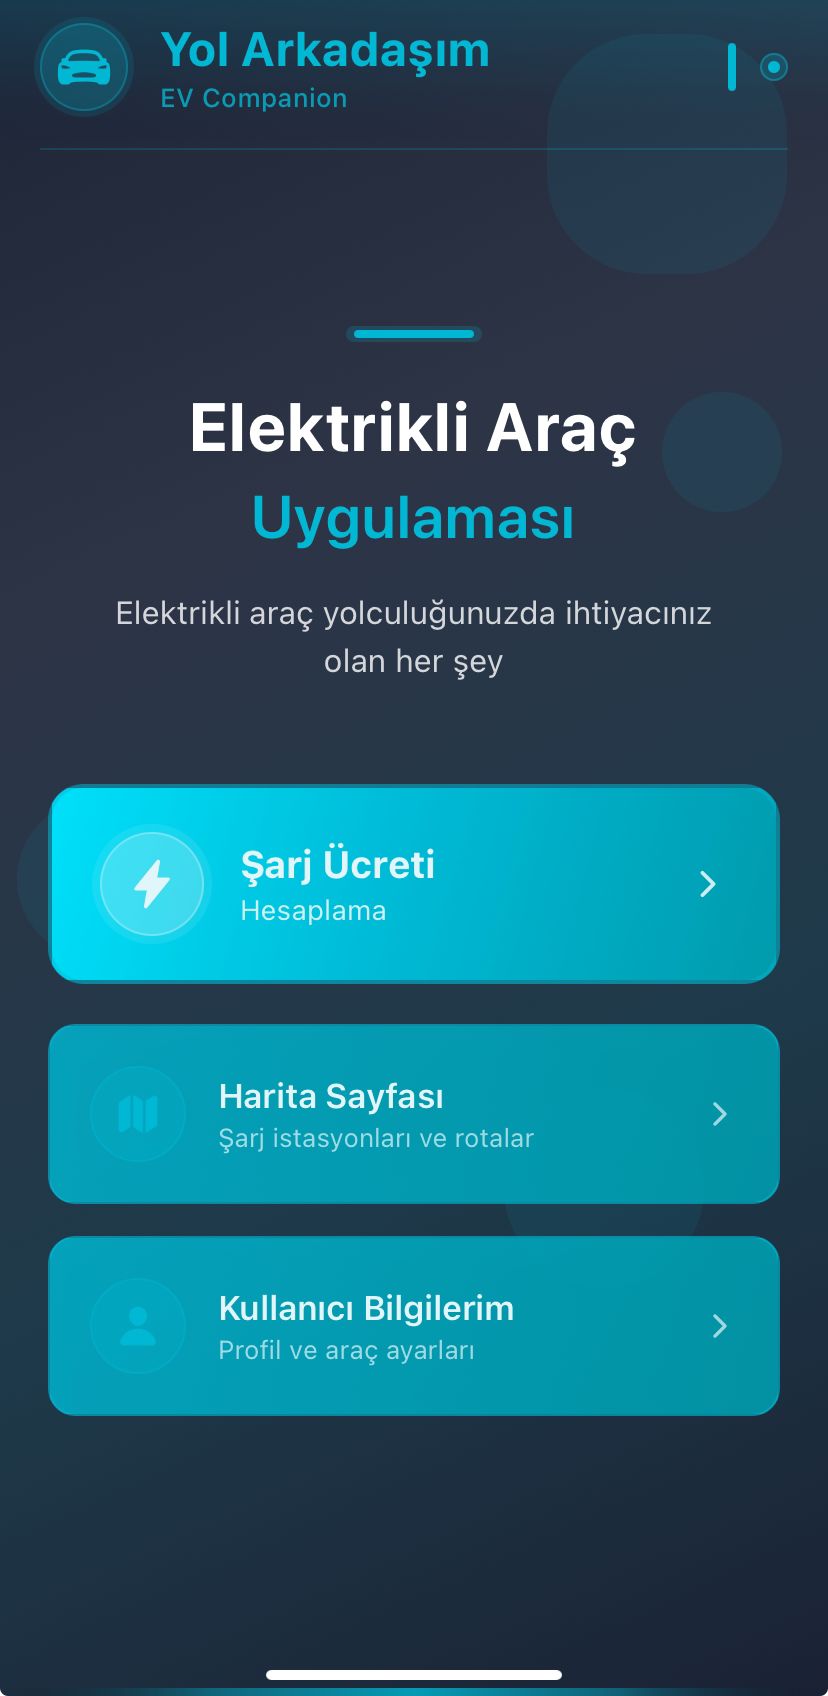 Yol Arkadaşım
EV Companion
Elektrikli Araç
Uygulaması
Elektrikli araç yolculuğunuzda ihtiyacınız
olan her şey
Şarj Ücreti
Hesaplama
Harita Sayfası
Şarj istasyonları ve rotalar
Kullanıcı Bilgilerim
Profil ve araç ayarları